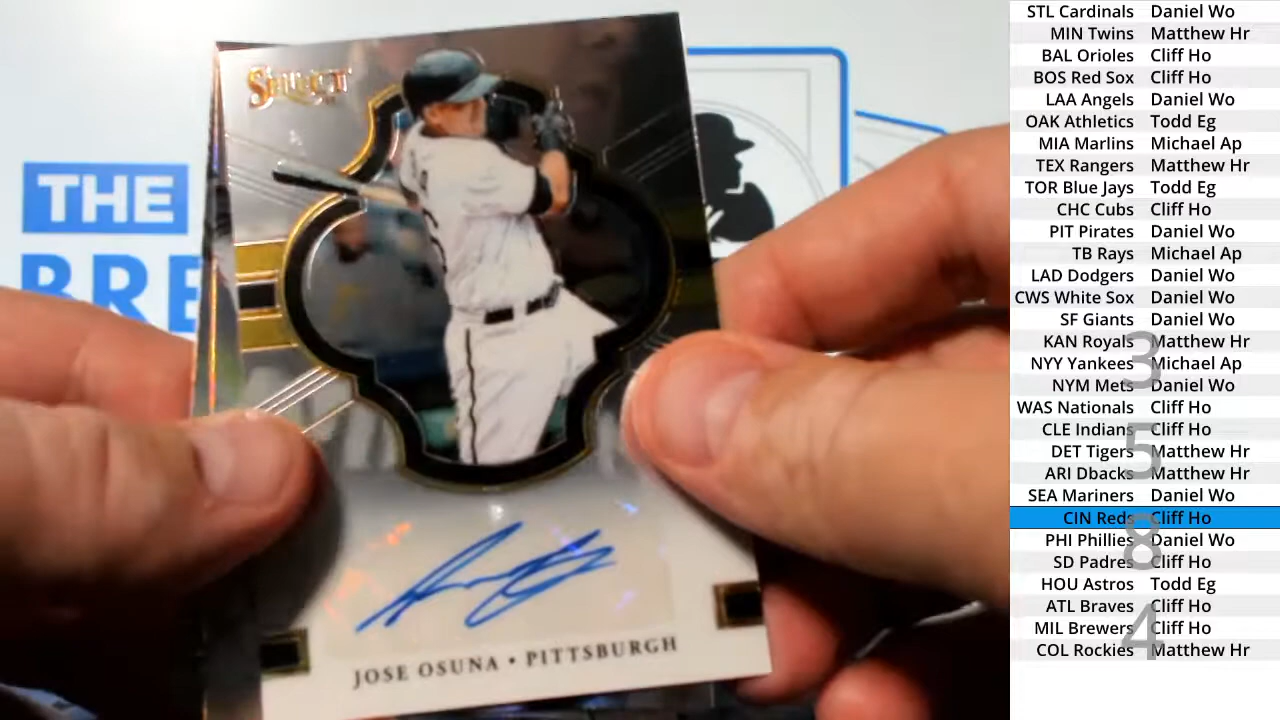 THE
BRE
SELECT
JOSE OSUNA • PITTSBURGH
STL Cardinals Daniel Wo
MIN Twins Matthew Hr
BAL Orioles Cliff Ho
BOS Red Sox Cliff Ho
LAA Angels Daniel Wo
OAK Athletics Todd Eg
MIA Marlins Michael Ap
TEX Rangers Matthew Hr
TOR Blue Jays Todd Eg
CHC Cubs Cliff Ho
PIT Pirates Daniel Wo
TB Rays Michael Ap
LAD Dodgers Daniel Wo
CWS White Sox Daniel Wo
SF Giants Daniel Wo
KAN Royals Matthew Hr
NYY Yankees Michael Ap
NYM Mets Daniel Wo
WAS Nationals Cliff Ho
CLE Indians Cliff Ho
DET Tigers Matthew Hr
ARI Dbacks Matthew Hr
SEA Mariners Daniel Wo
CIN Reds Cliff Ho
PHI Phillies Daniel Wo
SD Padres Cliff Ho
HOU Astros Todd Eg
ATL Braves Cliff Ho
MIL Brewers Cliff Ho
COL Rockies Matthew Hr
3
5
8
4